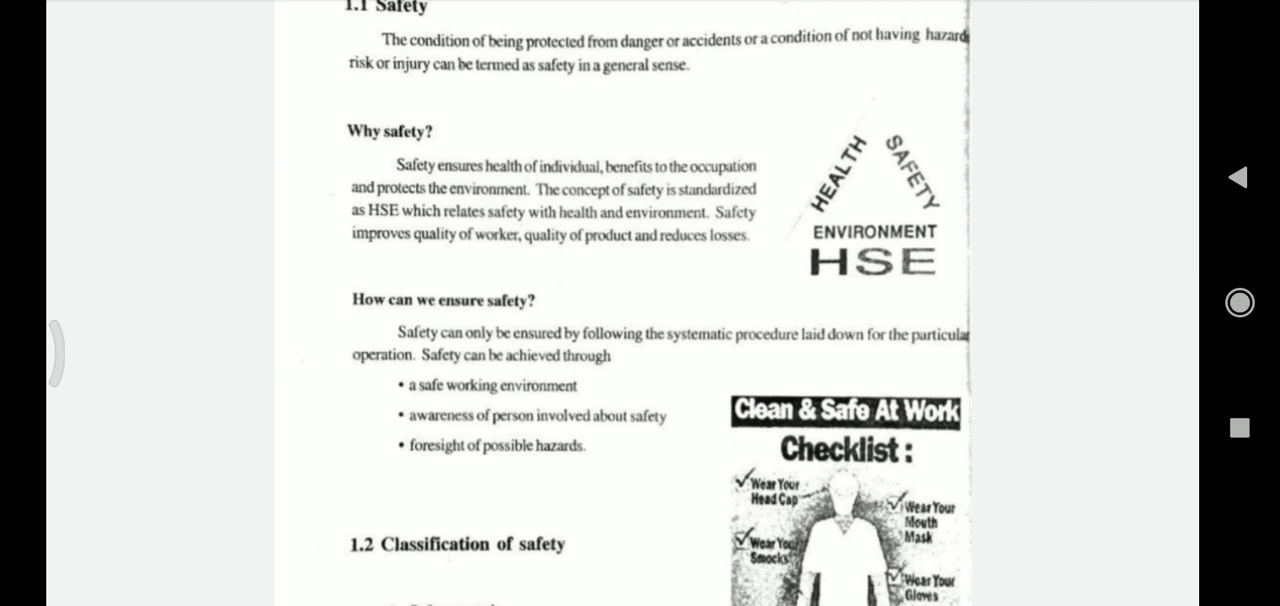 1.1 Safety
The condition of being protected from danger or accidents or a condition of not having hazard
risk or injury can be termed as safety in a general sense.
Why safety?
Safety ensures health of individual, benefits to the occupation
and protects the environment. The concept of safety is standardized
as HSE which relates safety with health and environment. Safety
improves quality of worker, quality of product and reduces losses.
HEALTH
SAFETY
ENVIRONMENT
HSE
How can we ensure safety?
Safety can only be ensured by following the systematic procedure laid down for the particular
operation. Safety can be achieved through
• a safe working environment
• awareness of person involved about safety
• foresight of possible hazards.
Clean & Safe At Work
Checklist :
Wear Your
Head Cap
Wear Your
Mouth
Mask
Wear Your
Smocks
Wear Your
Gloves
1.2 Classification of safety